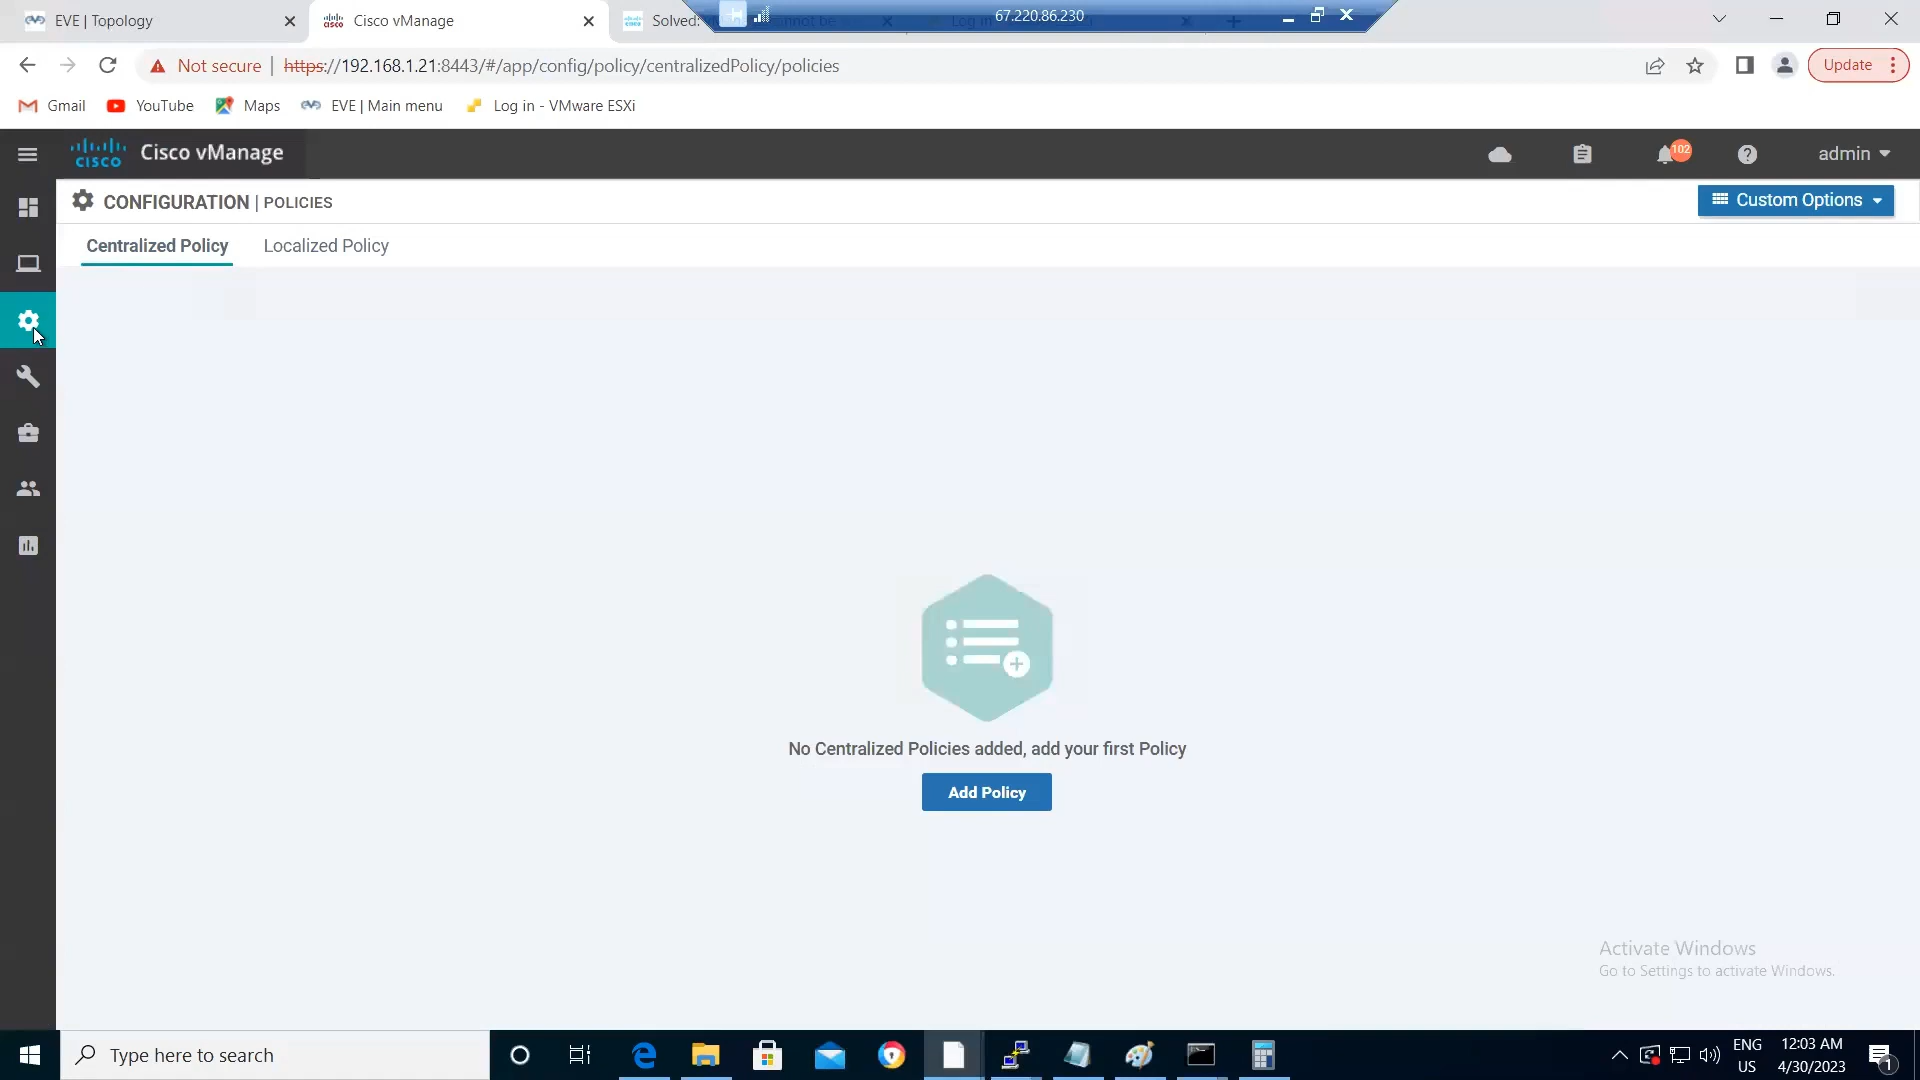 EVE | Topology
Cisco vManage
Solved:
67.220.86.230
Not secure
https://192.168.1.21:8443/#/app/config/policy/centralizedPolicy/policies
Update
Gmail
YouTube
Maps
EVE | Main menu
Log in - VMware ESXi
cisco
Cisco vManage
102
admin
CONFIGURATION | POLICIES
Custom Options
Centralized Policy
Localized Policy
No Centralized Policies added, add your first Policy
Add Policy
Activate Windows
Go to Settings to activate Windows.
Type here to search
ENG
US
12:03 AM
4/30/2023
1